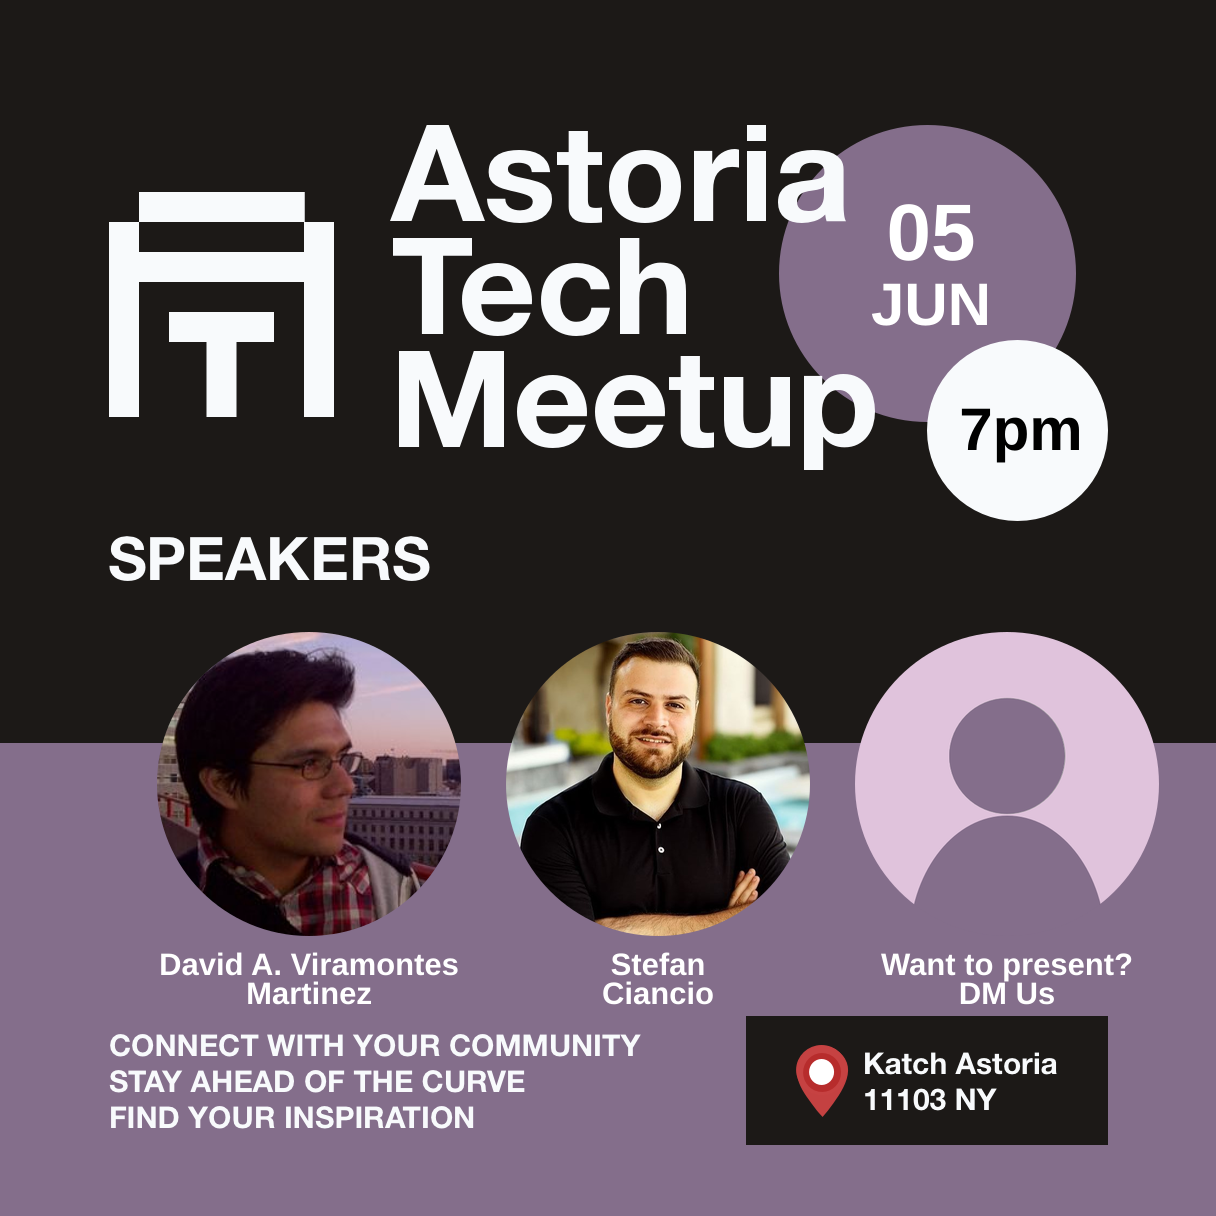 Astoria
Tech
Meetup
05
JUN
7pm
SPEAKERS
David A. Viramontes
Martinez
Stefan
Ciancio
Want to present?
DM Us
CONNECT WITH YOUR COMMUNITY
STAY AHEAD OF THE CURVE
FIND YOUR INSPIRATION
Katch Astoria
11103 NY